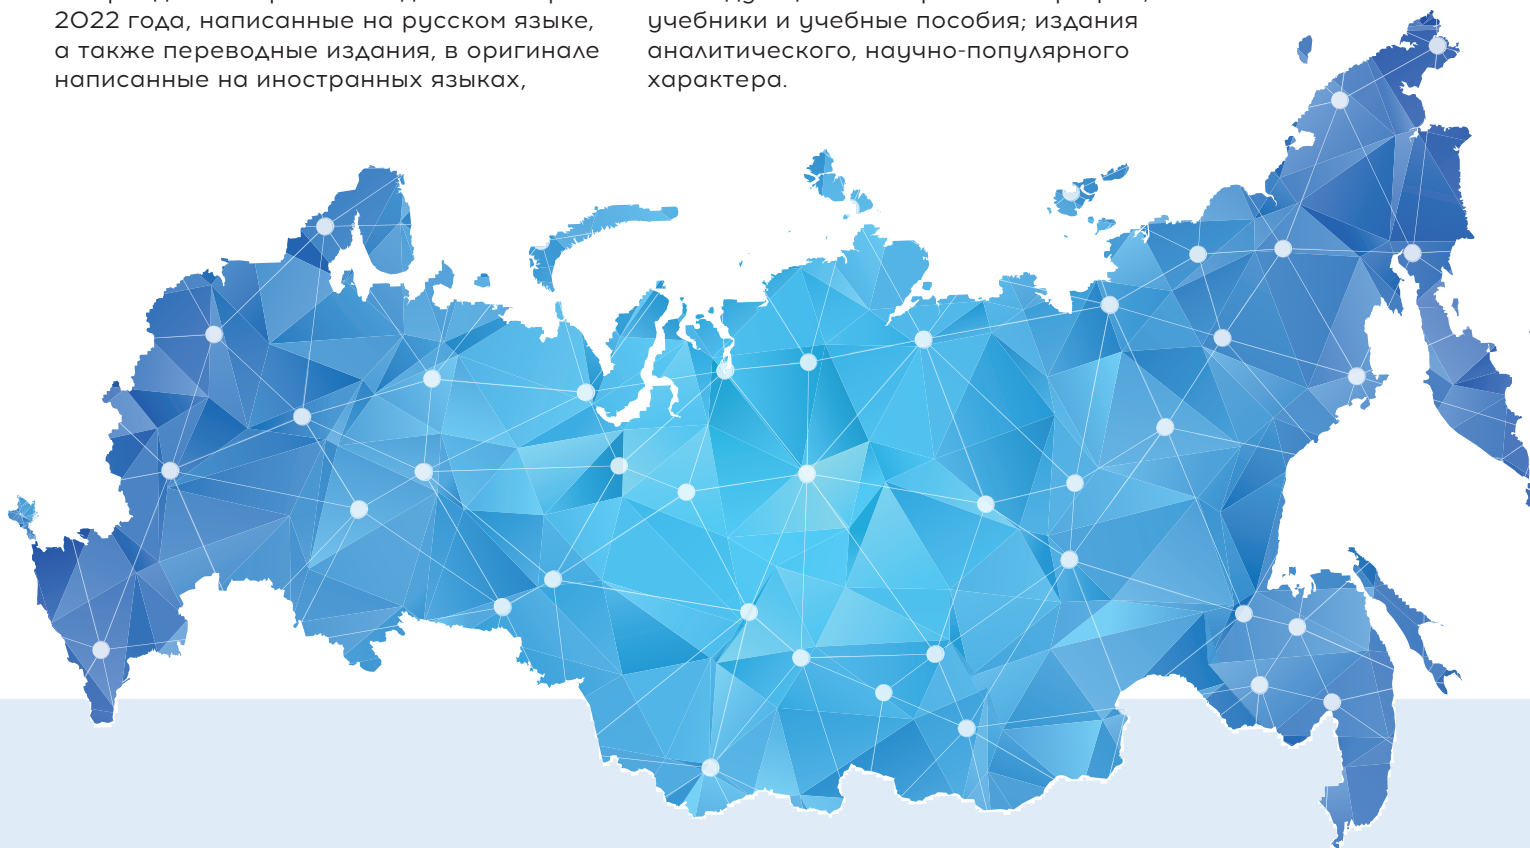 2022 года, написанные на русском языке,
а также переводные издания, в оригинале
написанные на иностранных языках,
учебники и учебные пособия; издания
аналитического, научно-популярного
характера.